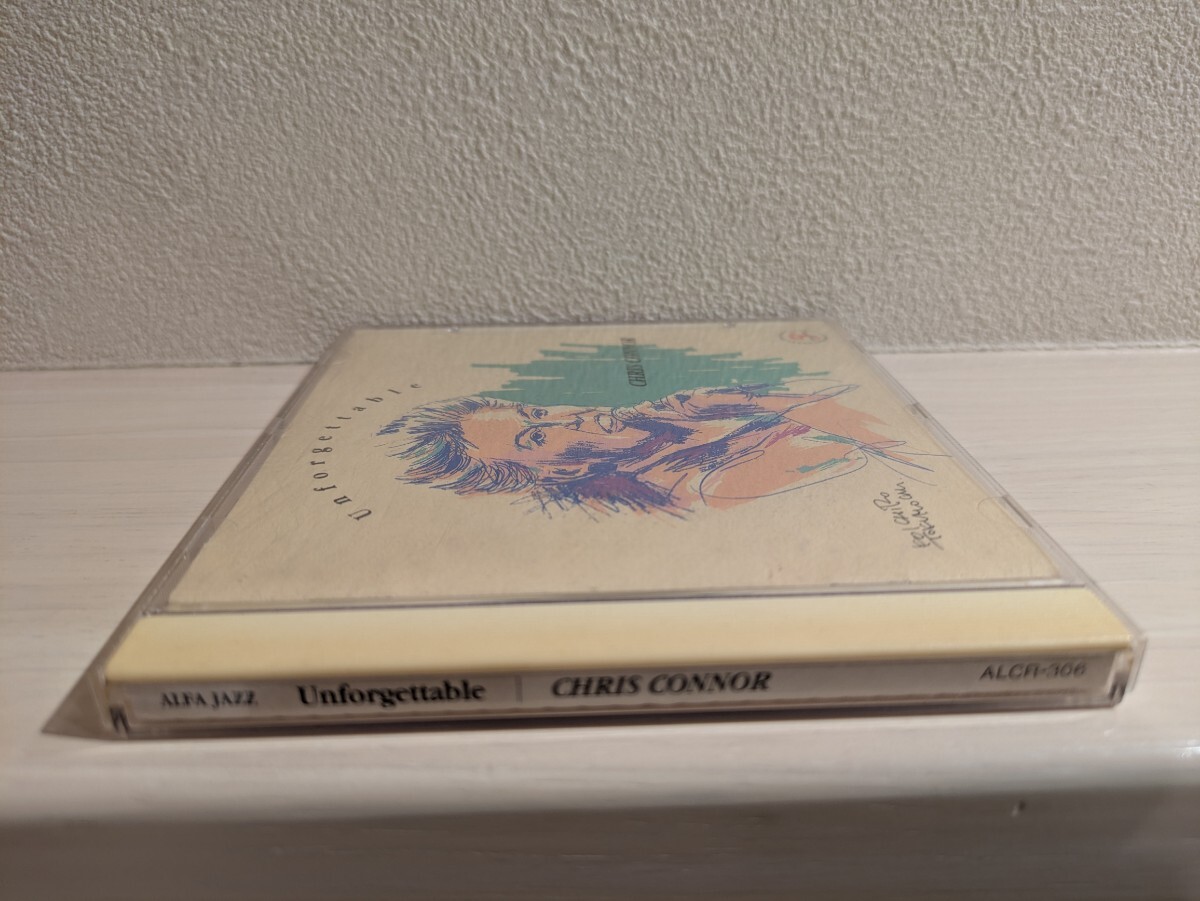 Unforgettable
CHRIS CONNOR
ALFA JAZZ Unforgettable CHRIS CONNOR ALCR-306